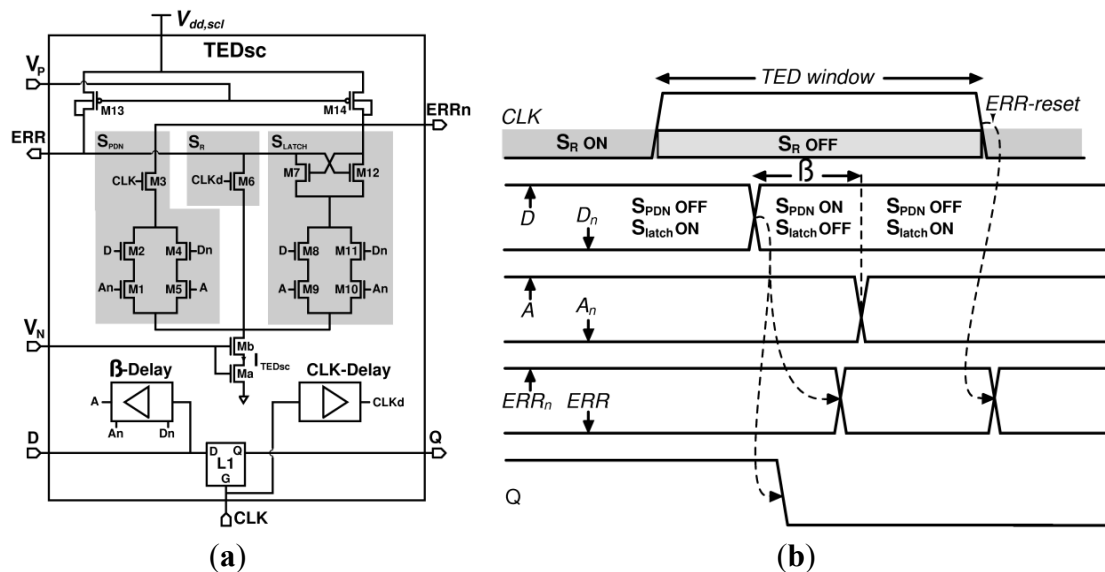 V_dd,scl
TEDsc
V_P
M13
M14
ERRn
ERR
S_PDN
S_R
S_LATCH
CLK
M3
CLKd
M6
M7
M12
D
M2
M4
Dn
D
M8
M11
Dn
An
M1
M5
A
A
M9
M10
An
V_N
Mb
I_TEDsc
Ma
β-Delay
CLK-Delay
A
An
Dn
CLKd
D
D
Q
L1
G
Q
CLK
(a)
TED window
ERR-reset
CLK
S_R ON
S_R OFF
β
D
D_n
S_PDN OFF
S_latch ON
S_PDN ON
S_latch OFF
S_PDN OFF
S_latch ON
A
A_n
ERR_n
ERR
Q
(b)